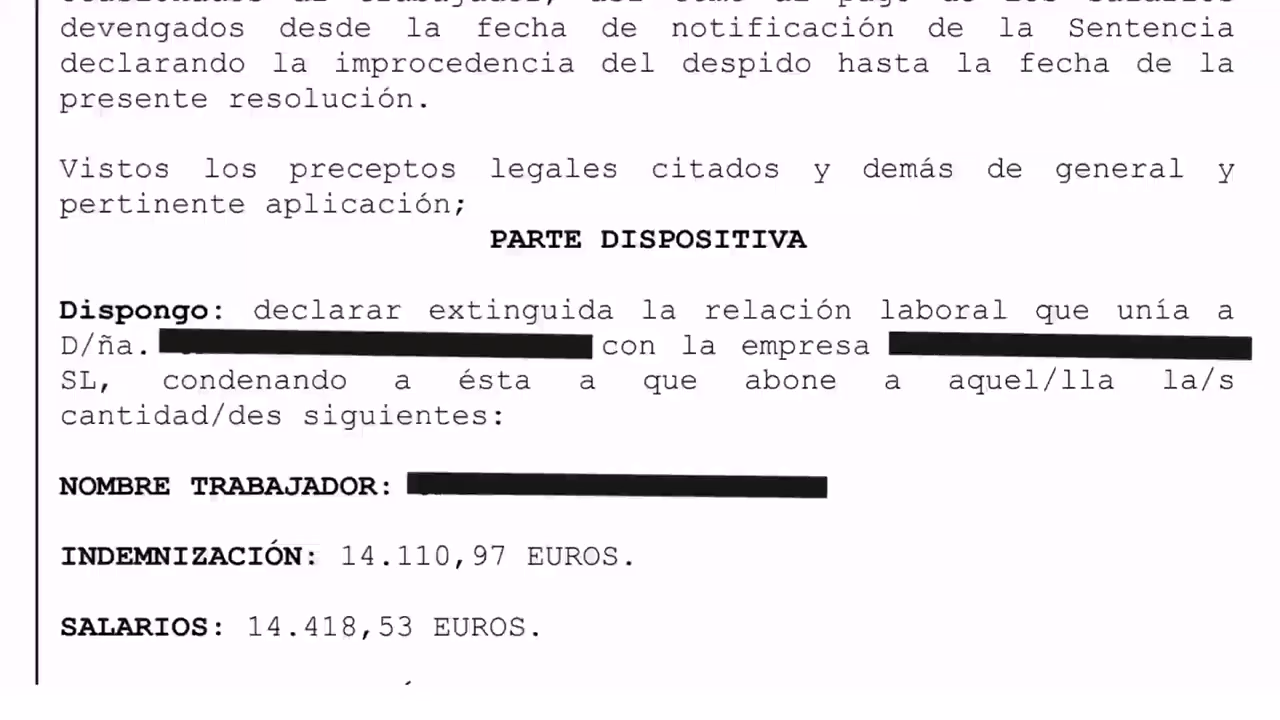 devengados desde la fecha de notificación de la Sentencia
declarando la improcedencia del despido hasta la fecha de la
presente resolución.
Vistos los preceptos legales citados y demás de general y
pertinente aplicación;
PARTE DISPOSITIVA
Dispongo: declarar extinguida la relación laboral que unía a
D/ña. con la empresa
SL, condenando a ésta a que abone a aquel/lla la/s
cantidad/des siguientes:
NOMBRE TRABAJADOR:
INDEMNIZACIÓN: 14.110,97 EUROS.
SALARIOS: 14.418,53 EUROS.